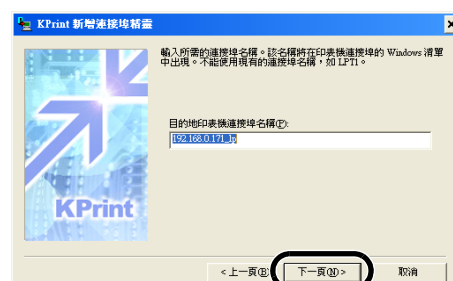 KPrint 新增連接埠精靈
輸入所需的連接埠名稱。該名稱將在印表機連接埠的 Windows 清單
中出現。不能使用現有的連接埠名稱，如 LPT1。
目的地印表機連接埠名稱(P):
192.168.0.171_lp
KPrint
< 上一頁(B)
下一頁(N) >
取消